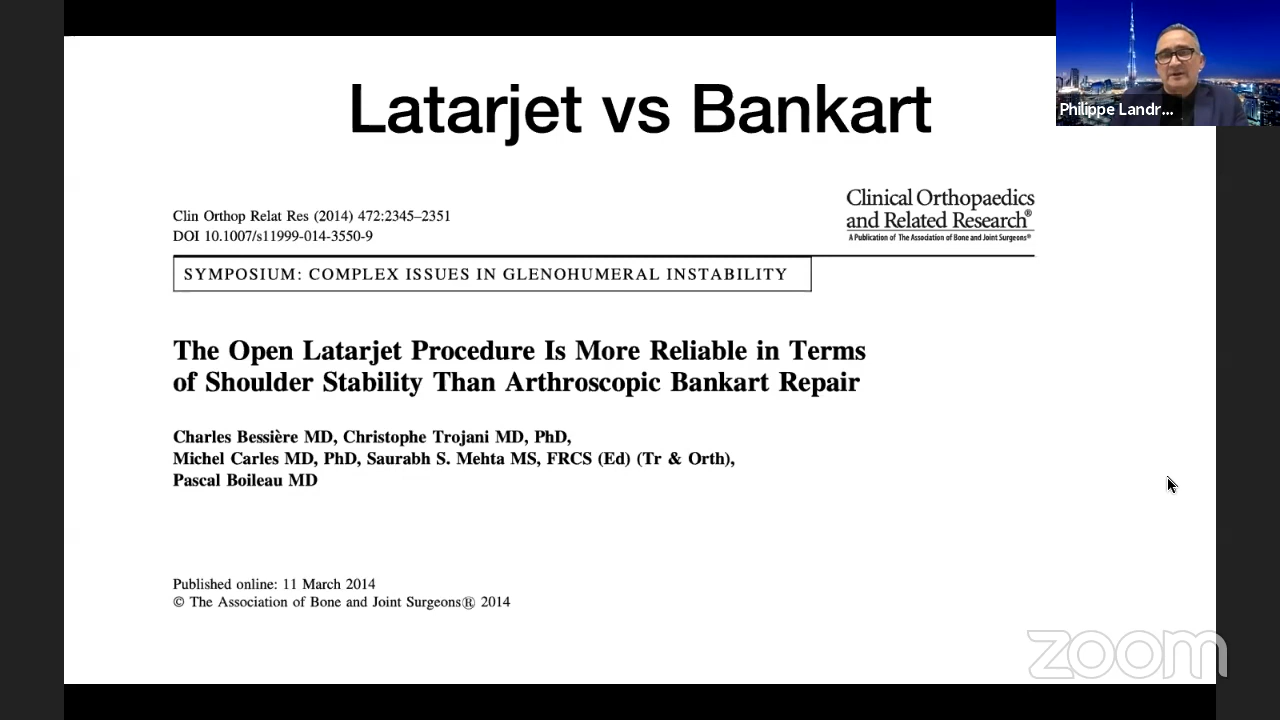 Latarjet vs Bankart
Philippe Landr...
Clin Orthop Relat Res (2014) 472:2345–2351
DOI 10.1007/s11999-014-3550-9
Clinical Orthopaedics
and Related Research®
A Publication of The Association of Bone and Joint Surgeons®
SYMPOSIUM: COMPLEX ISSUES IN GLENOHUMERAL INSTABILITY
The Open Latarjet Procedure Is More Reliable in Terms
of Shoulder Stability Than Arthroscopic Bankart Repair
Charles Bessière MD, Christophe Trojani MD, PhD,
Michel Carles MD, PhD, Saurabh S. Mehta MS, FRCS (Ed) (Tr & Orth),
Pascal Boileau MD
Published online: 11 March 2014
© The Association of Bone and Joint Surgeons® 2014
zoom